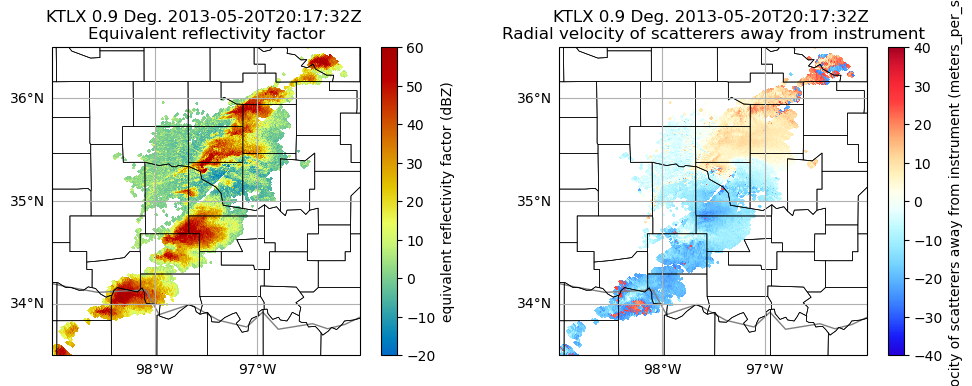 KTLX 0.9 Deg. 2013-05-20T20:17:32Z
Equivalent reflectivity factor
36°N
35°N
34°N
98°W
97°W
60
50
40
30
20
10
0
−10
−20
equivalent reflectivity factor (dBZ)
KTLX 0.9 Deg. 2013-05-20T20:17:32Z
Radial velocity of scatterers away from instrument
36°N
35°N
34°N
98°W
97°W
40
30
20
10
0
−10
−20
−30
−40
ocity of scatterers away from instrument (meters_per_s